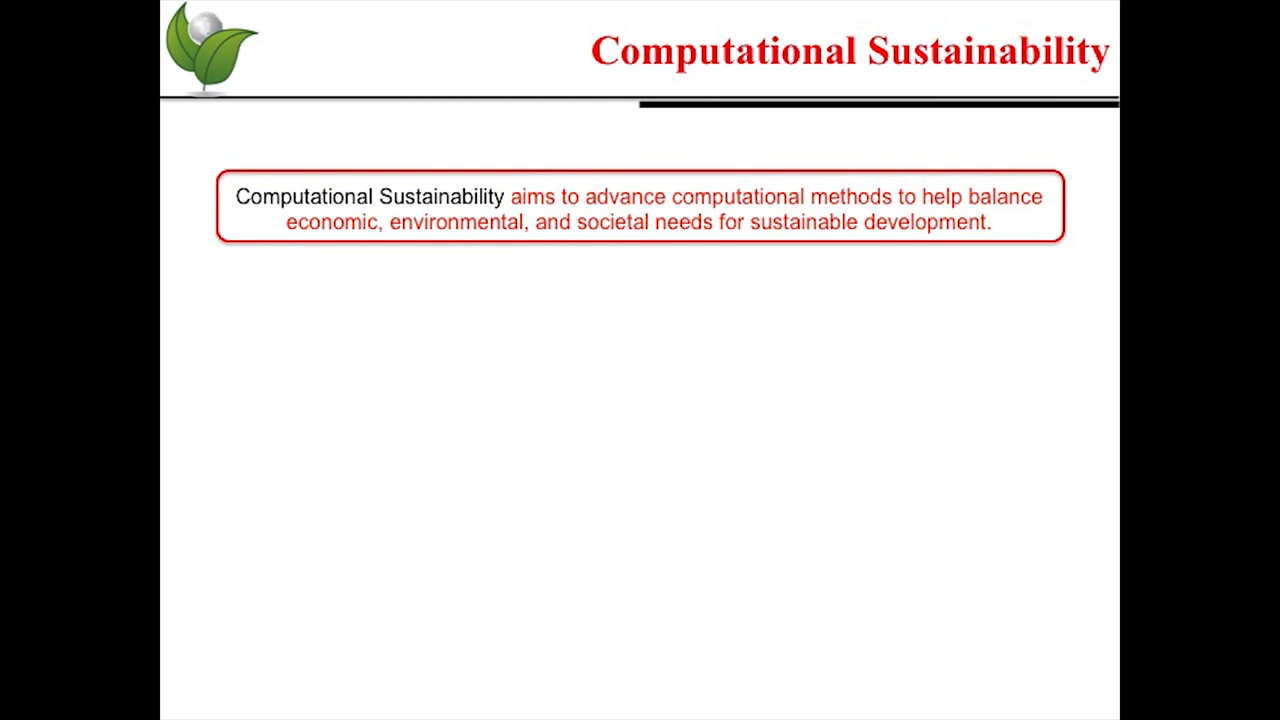 Computational Sustainability
Computational Sustainability aims to advance computational methods to help balance
economic, environmental, and societal needs for sustainable development.